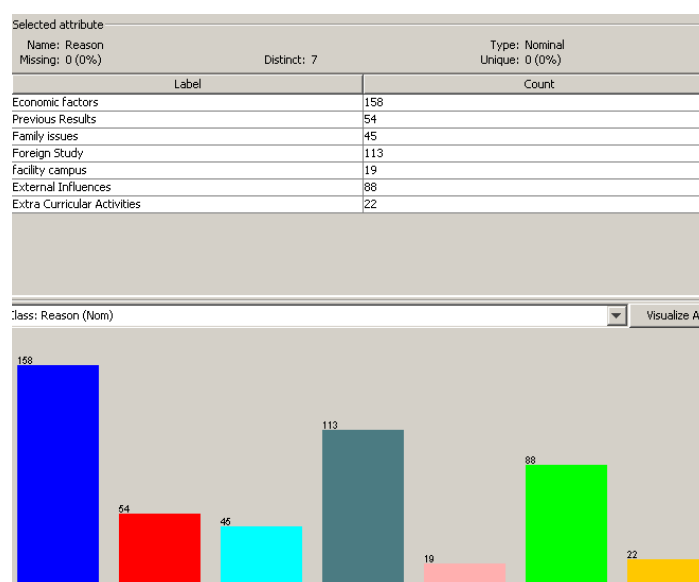 Selected attribute
Name: Reason Type: Nominal
Missing: 0 (0%) Distinct: 7 Unique: 0 (0%)
Label Count
Economic factors 158
Previous Results 54
Family issues 45
Foreign Study 113
facility campus 19
External Influences 88
Extra Curricular Activities 22
Class: Reason (Nom) Visualize A
158
54
45
113
19
88
22